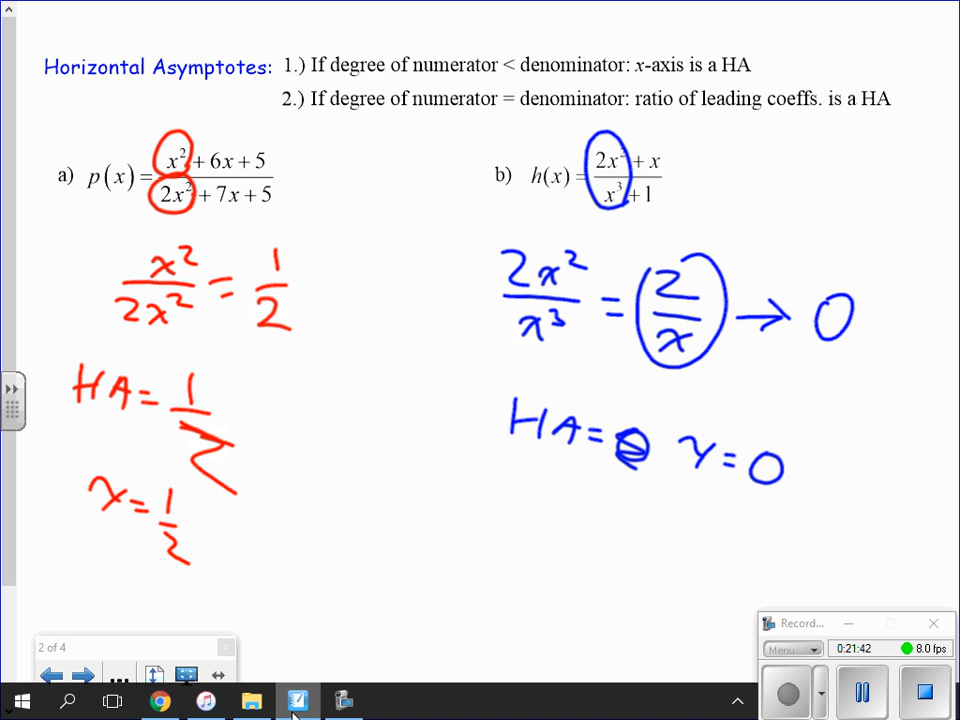 Horizontal Asymptotes: 1.) If degree of numerator < denominator: x-axis is a HA
2.) If degree of numerator = denominator: ratio of leading coeffs. is a HA
a) p(x) = (x² + 6x + 5)/(2x² + 7x + 5)
x²/2x² = 1/2
HA = 1/2
y = 1/2
b) h(x) = (2x² + x)/(x³ + 1)
2x²/x³ = 2/x → 0
HA = y = 0
2 of 4
Record...
Menu
0:21:42
8.0 fps